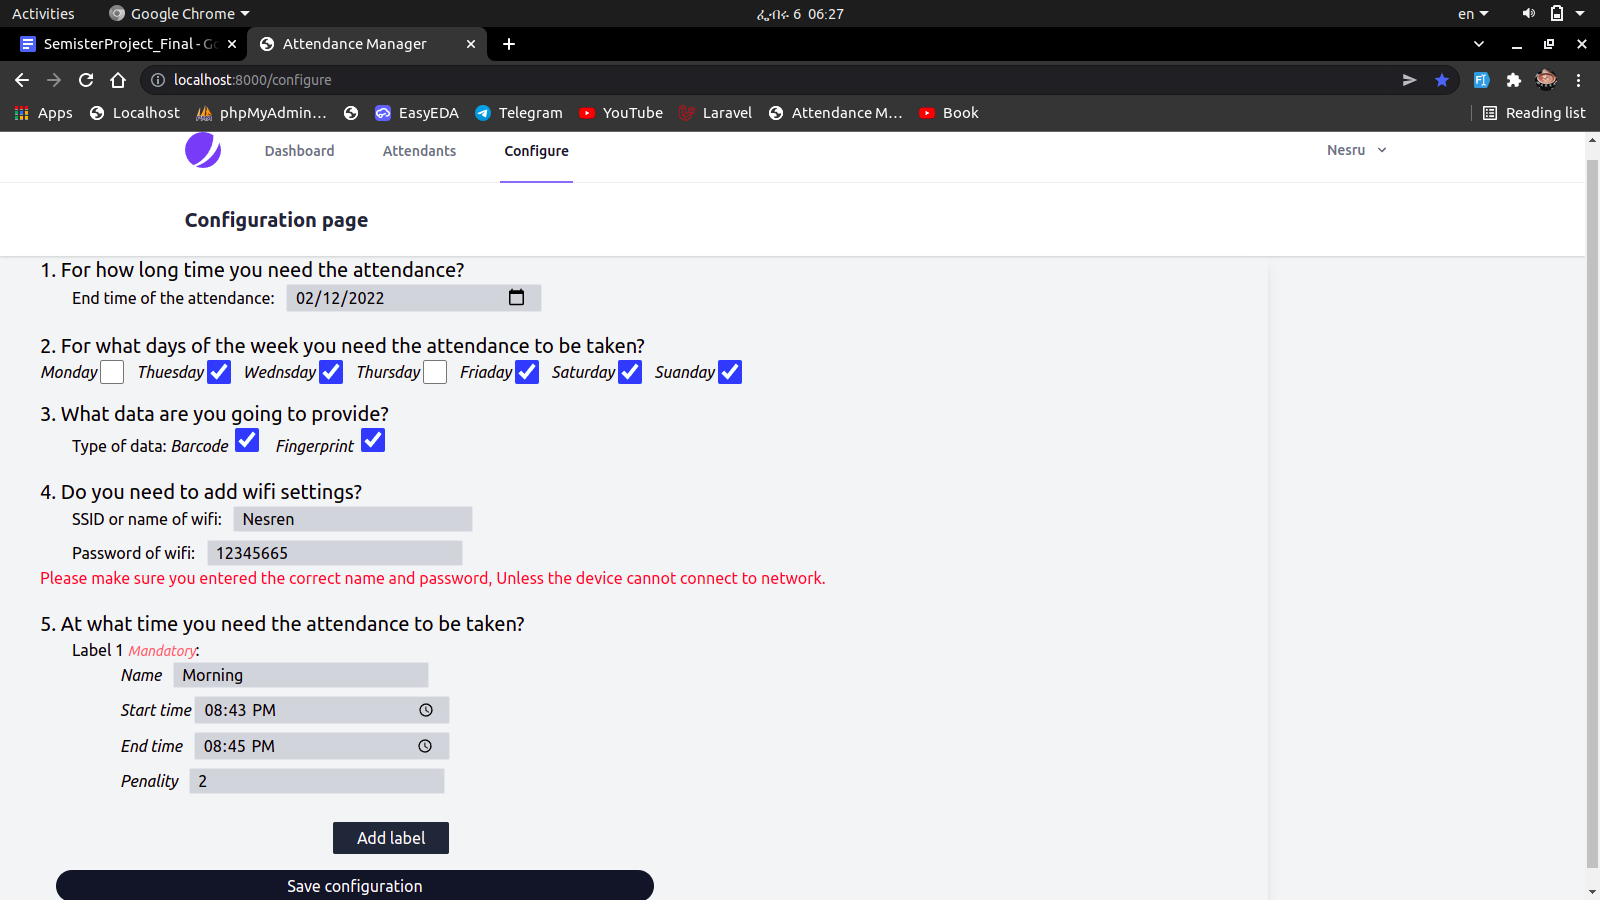 Activities Google Chrome ፌብሩ 6 06:27 en
SemisterProject_Final - Go Attendance Manager
localhost:8000/configure
Apps Localhost phpMyAdmin... EasyEDA Telegram YouTube Laravel Attendance M... Book Reading list
Dashboard Attendants Configure Nesru
Configuration page
1. For how long time you need the attendance?
End time of the attendance: 02/12/2022
2. For what days of the week you need the attendance to be taken?
Monday Thuesday Wednsday Thursday Friaday Saturday Suanday
3. What data are you going to provide?
Type of data: Barcode Fingerprint
4. Do you need to add wifi settings?
SSID or name of wifi: Nesren
Password of wifi: 12345665
Please make sure you entered the correct name and password, Unless the device cannot connect to network.
5. At what time you need the attendance to be taken?
Label 1 Mandatory:
Name Morning
Start time 08:43 PM
End time 08:45 PM
Penality 2
Add label
Save configuration